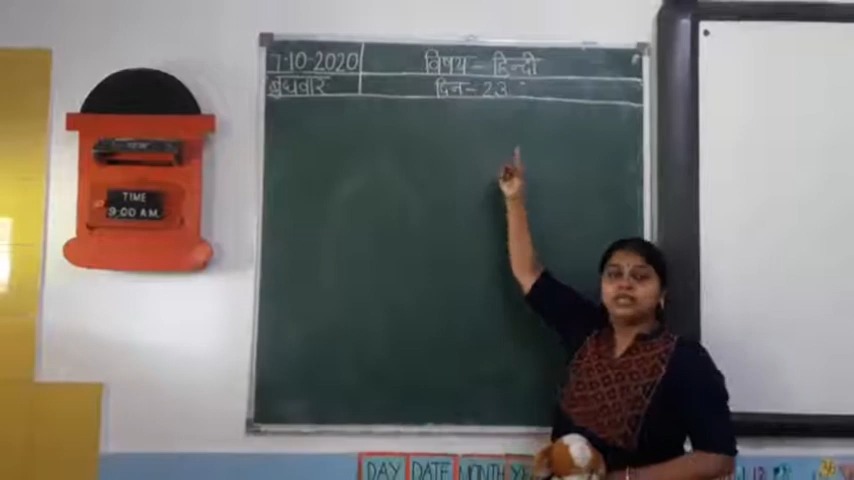 7-10-2020
विषय - हिन्दी
बुधवार
दिन - 23
TIME
9:00 A.M.
DAY DATE MONTH